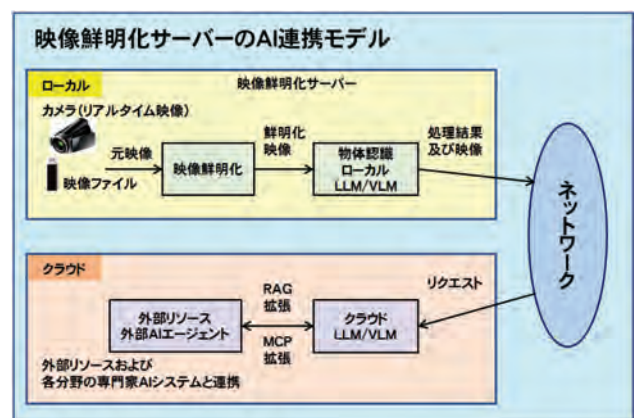 映像鮮明化サーバーのAI連携モデル
ローカル
映像鮮明化サーバー
カメラ(リアルタイム映像)
元映像
映像ファイル
映像鮮明化
鮮明化
映像
物体認識
ローカル
LLM/VLM
処理結果
及び映像
ネットワーク
クラウド
リクエスト
RAG
拡張
外部リソース
外部AIエージェント
クラウド
LLM/VLM
MCP
拡張
外部リソースおよび
各分野の専門家AIシステムと連携